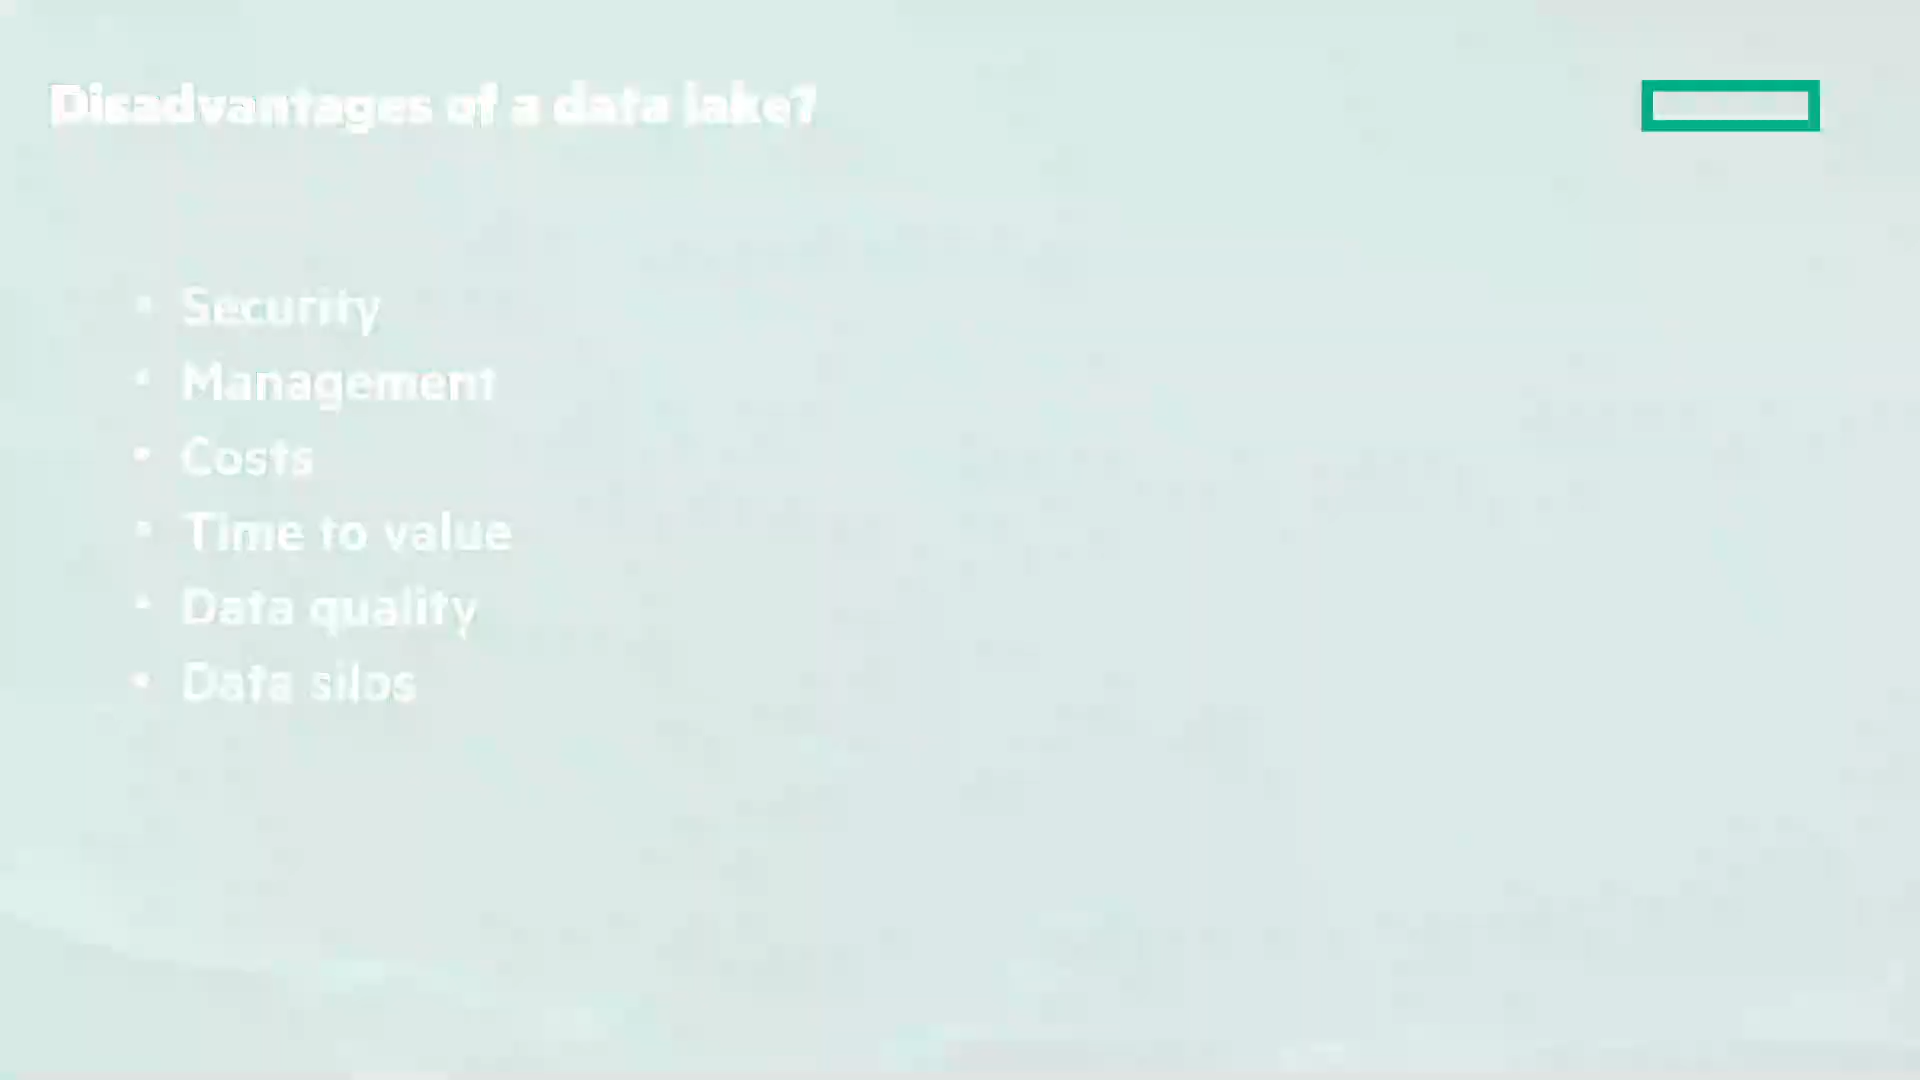 Disadvantages of a data lake?
• Security
• Management
• Costs
• Time to value
• Data quality
• Data silos